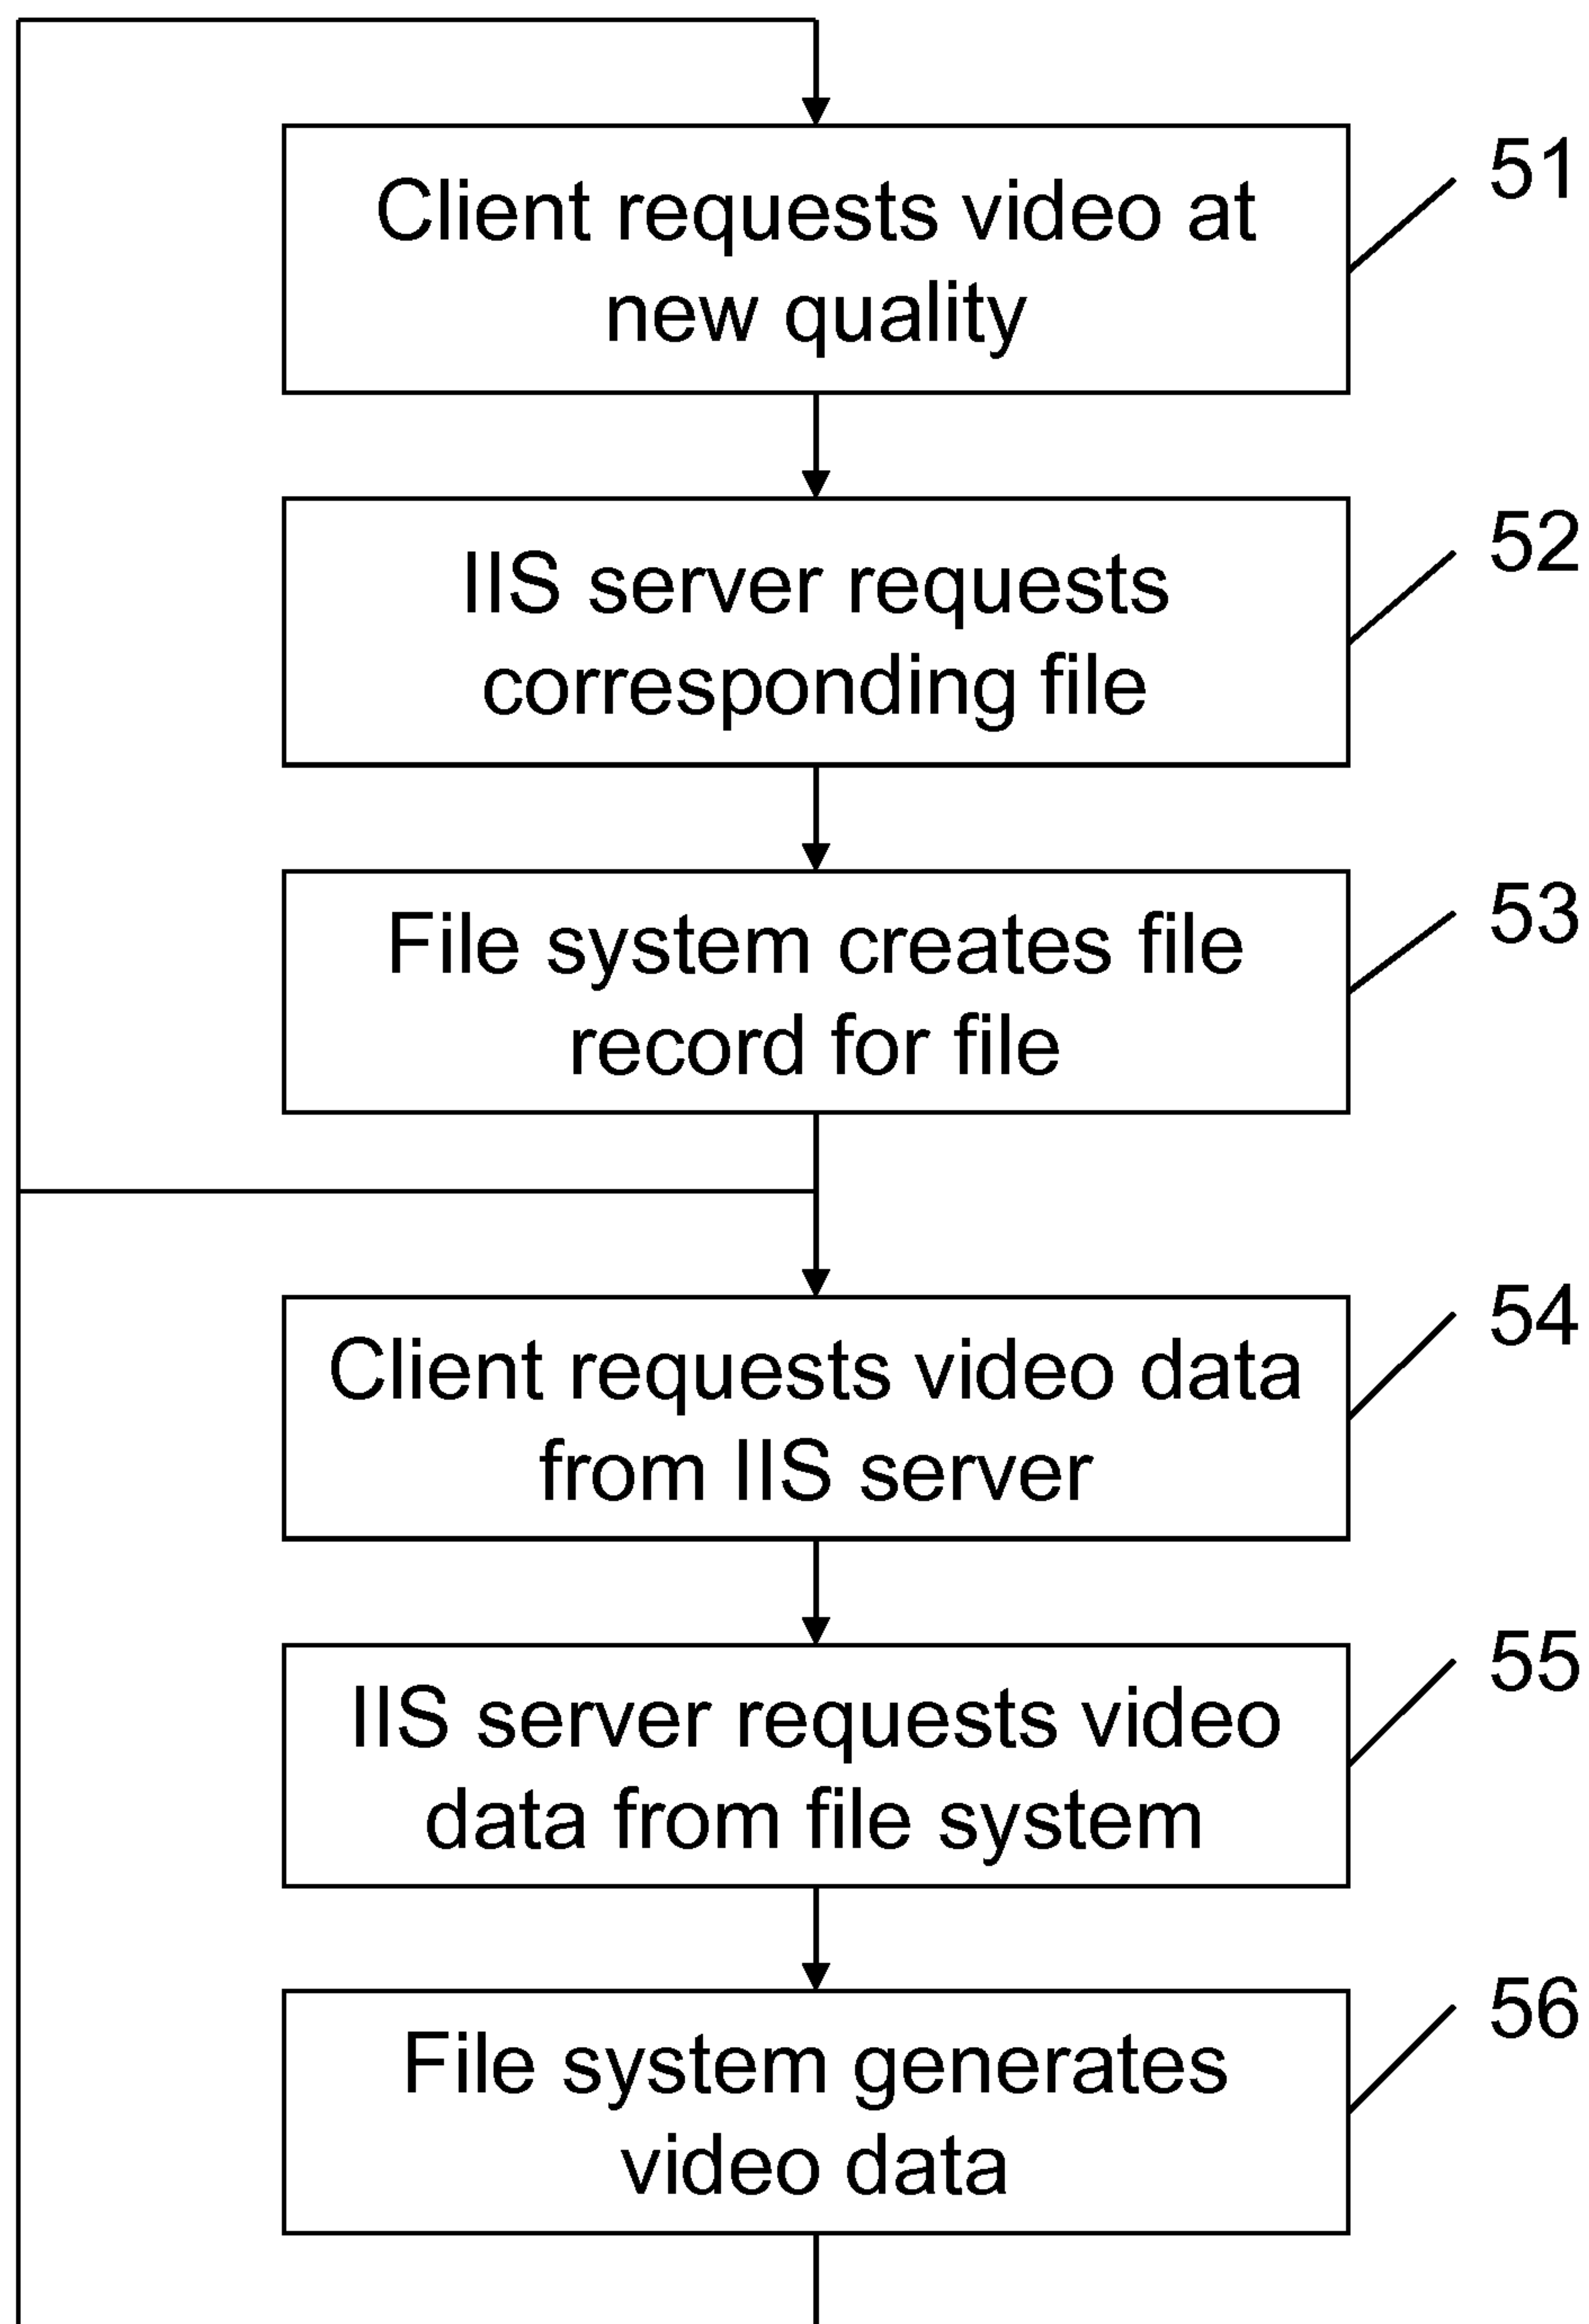 Client requests video at
new quality
51
IIS server requests
corresponding file
52
File system creates file
record for file
53
Client requests video data
from IIS server
54
IIS server requests video
data from file system
55
File system generates
video data
56